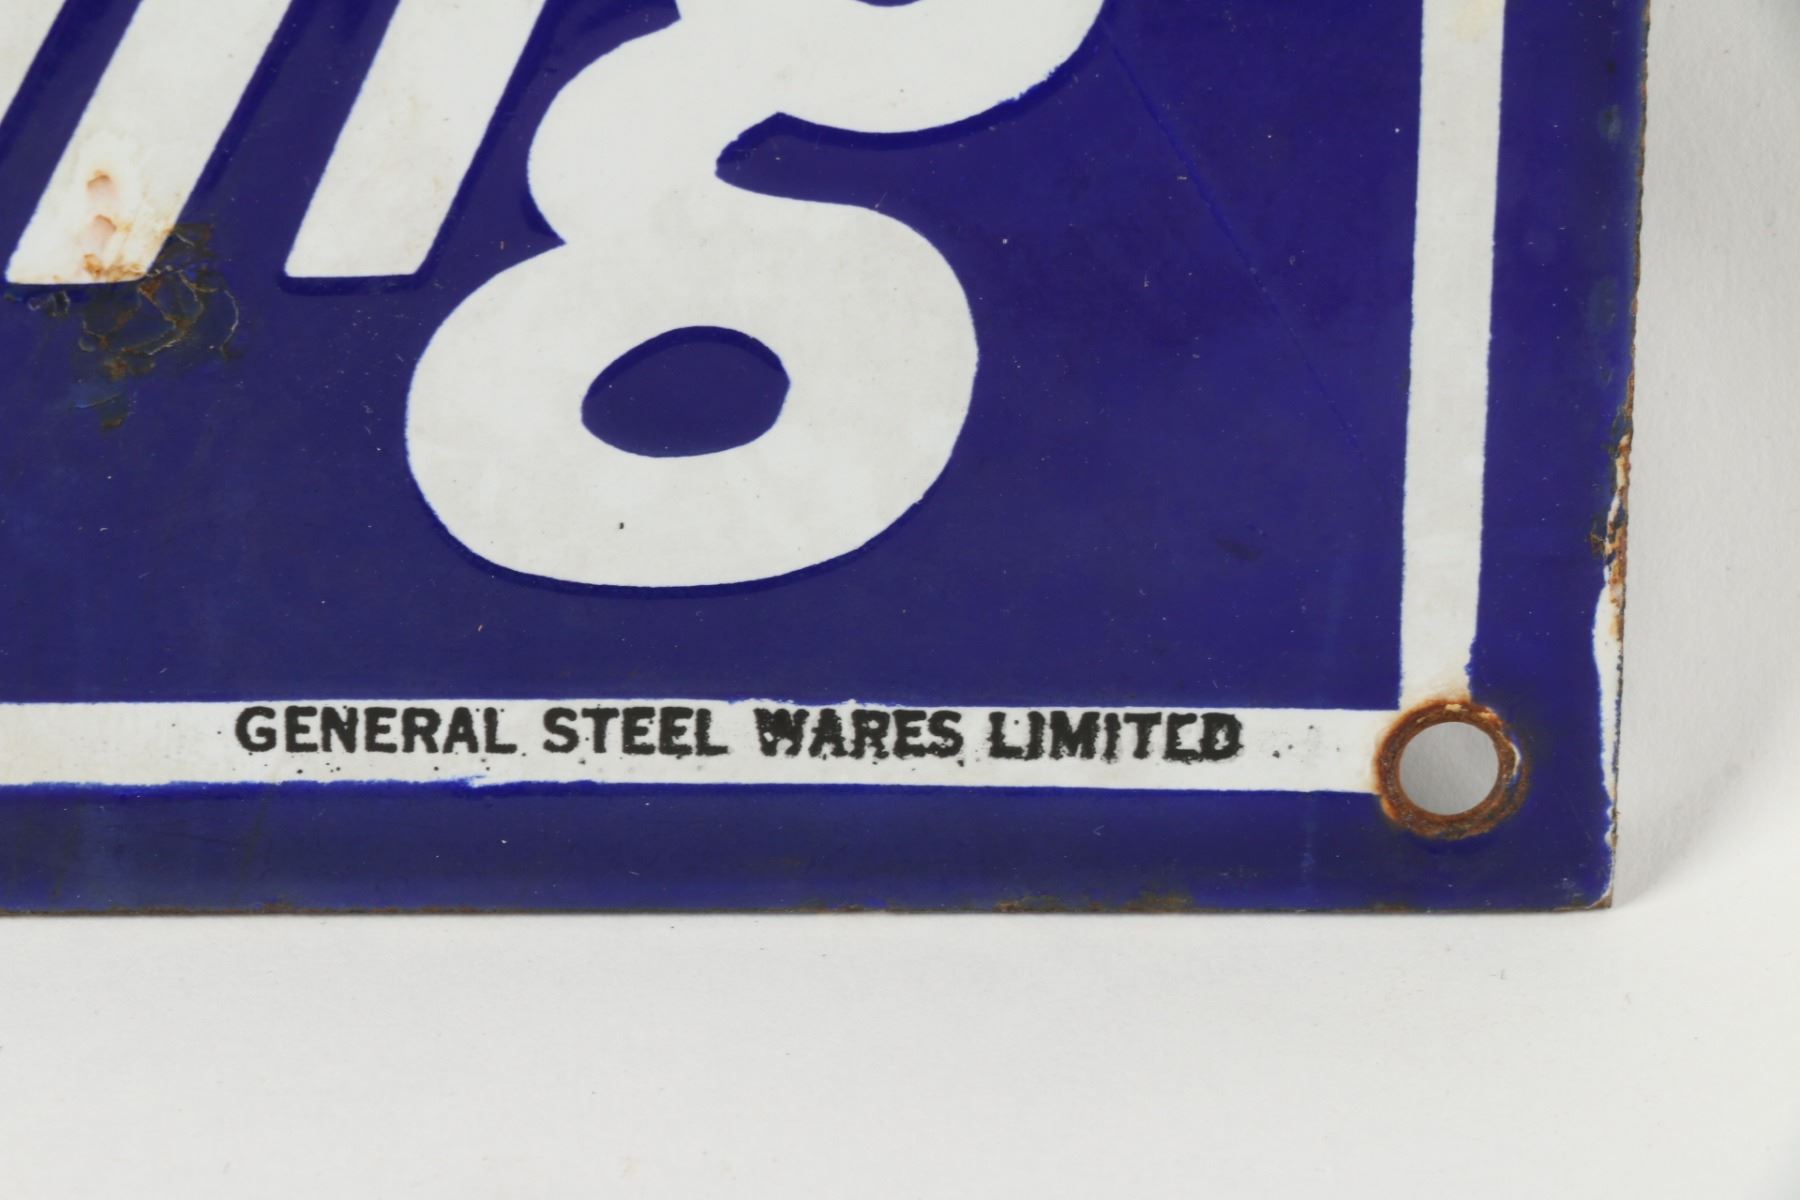 g
GENERAL STEEL WARES LIMITED